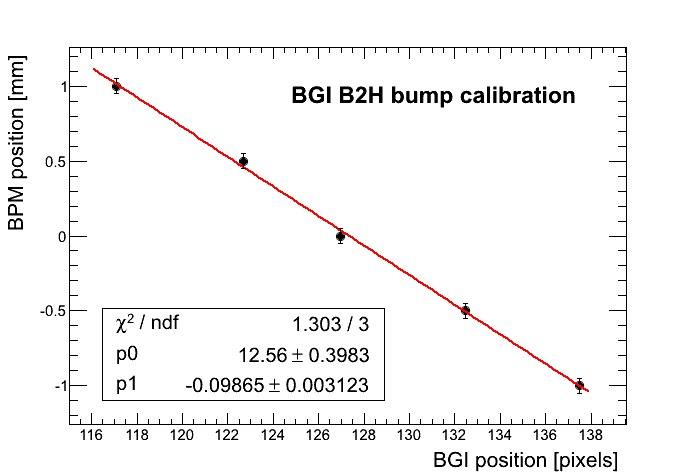 BGI B2H bump calibration
BPM position [mm]
1
0.5
0
-0.5
-1
χ² / ndf 1.303 / 3
p0 12.56 ± 0.3983
p1 -0.09865 ± 0.003123
116 118 120 122 124 126 128 130 132 134 136 138
BGI position [pixels]